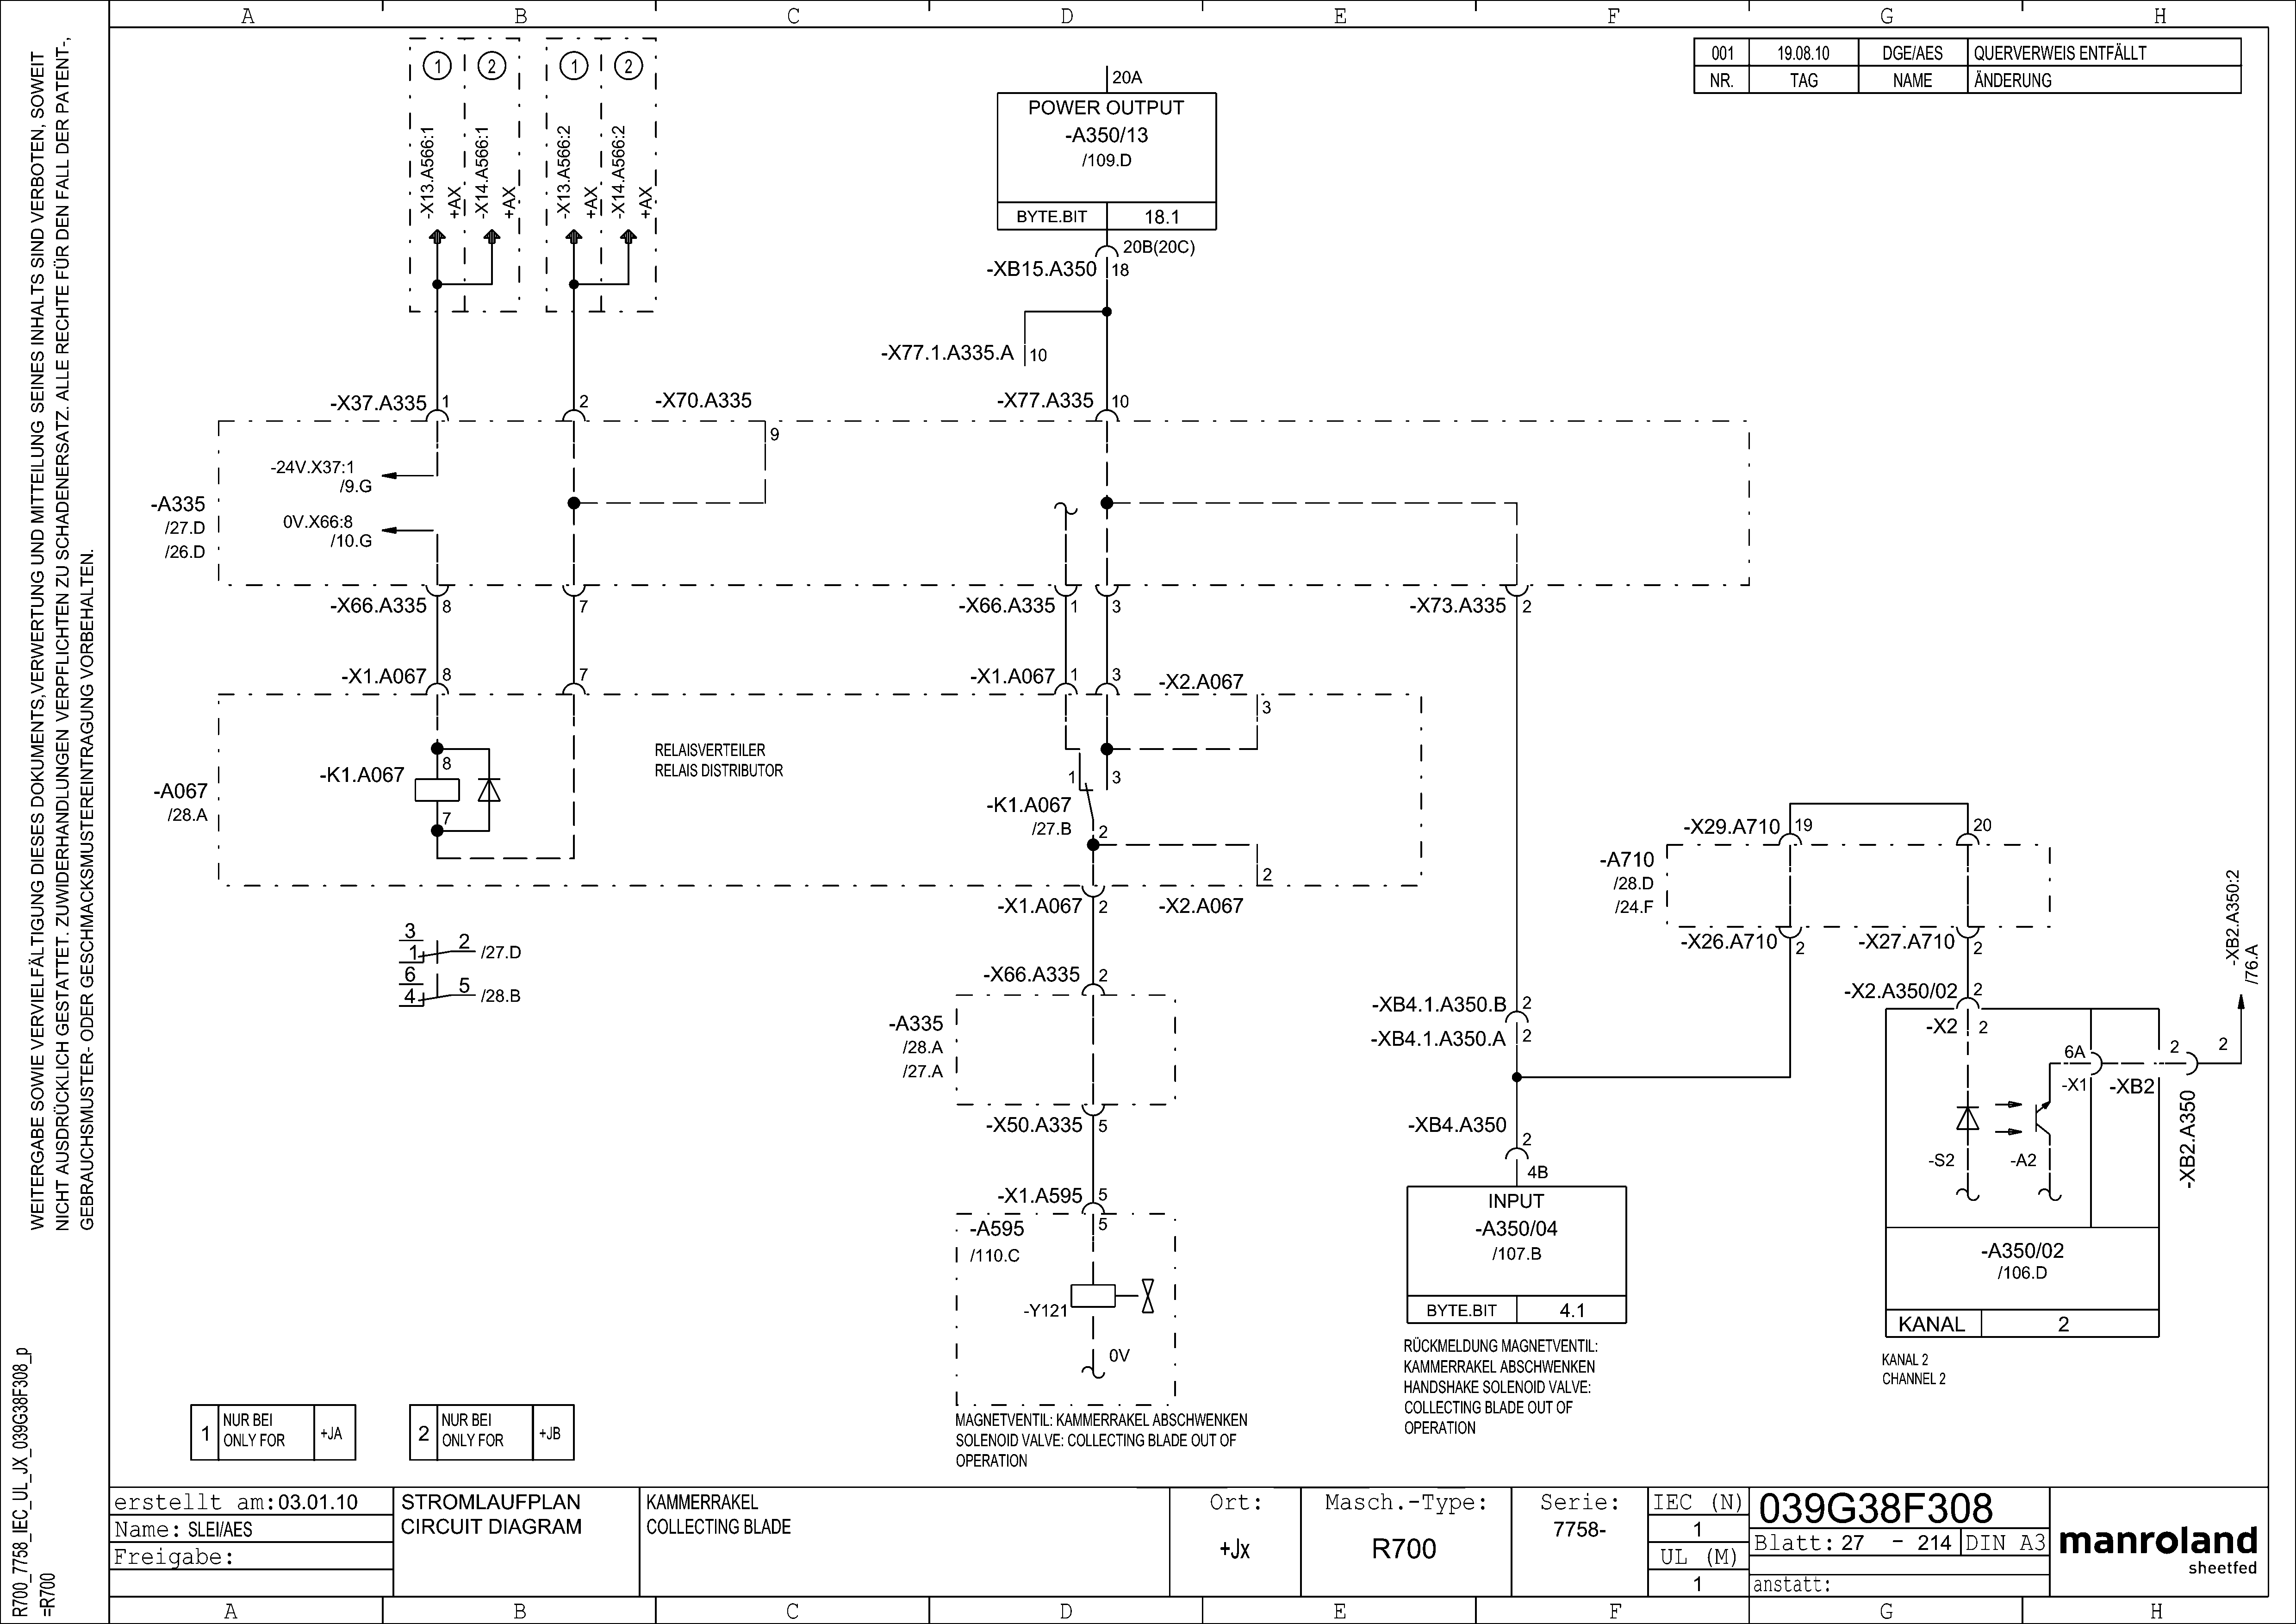 A B C D E F G H
001 19.08.10 DGE/AES QUERVERWEIS ENTFÄLLT
NR. TAG NAME ÄNDERUNG
WEITERGABE SOWIE VERVIELFÄLTIGUNG DIESES DOKUMENTS,VERWERTUNG UND MITTEILUNG SEINES INHALTS SIND VERBOTEN, SOWEIT
NICHT AUSDRÜCKLICH GESTATTET. ZUWIDERHANDLUNGEN VERPFLICHTEN ZU SCHADENERSATZ. ALLE RECHTE FÜR DEN FALL DER PATENT-,
GEBRAUCHSMUSTER- ODER GESCHMACKSMUSTEREINTRAGUNG VORBEHALTEN.
R700_7758_IEC_UL_JX_039G38F308_p
=R700
1 2 1 2
-X13.A566:1
+AX
-X14.A566:1
+AX
-X13.A566:2
+AX
-X14.A566:2
+AX
20A
POWER OUTPUT
-A350/13
/109.D
BYTE.BIT 18.1
20B(20C)
-XB15.A350 18
-X77.1.A335.A 10
-X37.A335 1 2 -X70.A335 -X77.A335 10
9
-24V.X37:1
/9.G
-A335
/27.D
/26.D
0V.X66:8
/10.G
-X66.A335 8 7 -X66.A335 1 3 -X73.A335 2
-X1.A067 8 7 -X1.A067 1 3 -X2.A067
3
RELAISVERTEILER
RELAIS DISTRIBUTOR
8
-K1.A067
7
-A067
/28.A
1 3
-K1.A067
/27.B 2
2
-X1.A067 2 -X2.A067
3
1 2 /27.D
6
4 5 /28.B
-X66.A335 2
-A335
/28.A
/27.A
-X50.A335 5
-X1.A595 5
-A595 5
/110.C
-Y121
0V
MAGNETVENTIL: KAMMERRAKEL ABSCHWENKEN
SOLENOID VALVE: COLLECTING BLADE OUT OF
OPERATION
-XB4.1.A350.B 2
-XB4.1.A350.A 2
-XB4.A350
2
4B
INPUT
-A350/04
/107.B
BYTE.BIT 4.1
RÜCKMELDUNG MAGNETVENTIL:
KAMMERRAKEL ABSCHWENKEN
HANDSHAKE SOLENOID VALVE:
COLLECTING BLADE OUT OF
OPERATION
-X29.A710 19 20
-A710
/28.D
/24.F
-X26.A710 2 -X27.A710 2
-X2.A350/02 2
-X2 2
6A 2 2
-X1 -XB2
-XB2.A350
-XB2.A350:2
/76.A
-S2 -A2
-A350/02
/106.D
KANAL 2
KANAL 2
CHANNEL 2
1 NUR BEI
ONLY FOR +JA
2 NUR BEI
ONLY FOR +JB
erstellt am: 03.01.10
Name: SLEI/AES
Freigabe:
STROMLAUFPLAN
CIRCUIT DIAGRAM
KAMMERRAKEL
COLLECTING BLADE
Ort:
+Jx
Masch.-Type:
R700
Serie:
7758-
IEC (N)
1
UL (M)
1
039G38F308
Blatt: 27 - 214 DIN A3
anstatt:
manroland
sheetfed
A B C D E F G H